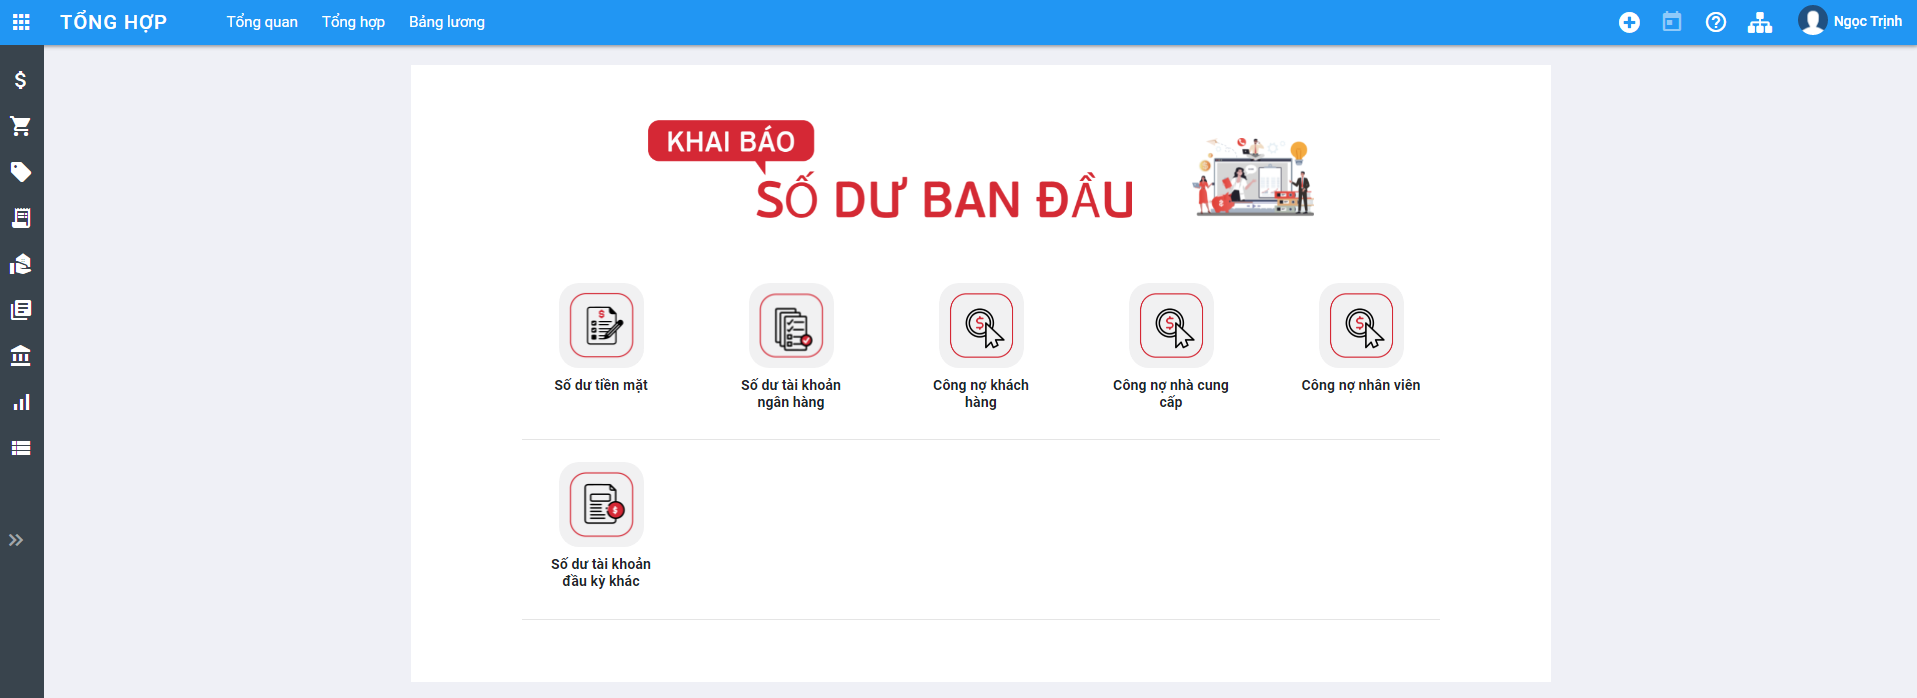 TỔNG HỢP
Tổng quan
Tổng hợp
Bảng lương
Ngọc Trịnh
KHAI BÁO
SỐ DƯ BAN ĐẦU
Số dư tiền mặt
Số dư tài khoản
ngân hàng
Công nợ khách
hàng
Công nợ nhà cung
cấp
Công nợ nhân viên
Số dư tài khoản
đầu kỳ khác